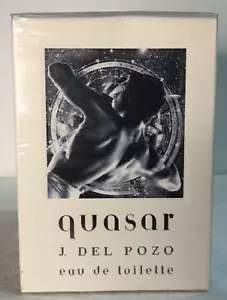 quasar
J. DEL POZO
eau de toilette